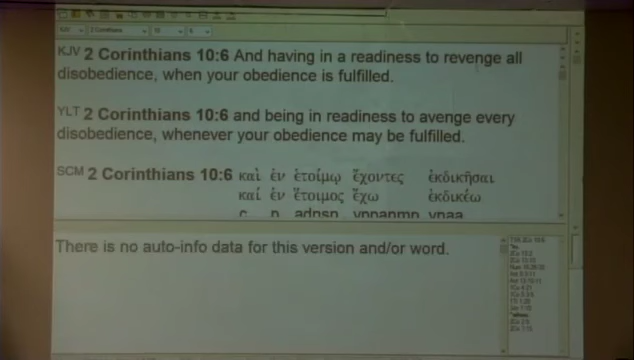 KJV 2 Corinthians 10:6 And having in a readiness to revenge all
disobedience, when your obedience is fulfilled.
YLT 2 Corinthians 10:6 and being in readiness to avenge every
disobedience, whenever your obedience may be fulfilled.
SCM 2 Corinthians 10:6 καὶ ἐν ἑτοίμῳ ἔχοντες ἐκδικῆσαι
καί ἐν ἕτοιμος ἔχω ἐκδικέω
There is no auto-info data for this version and/or word.